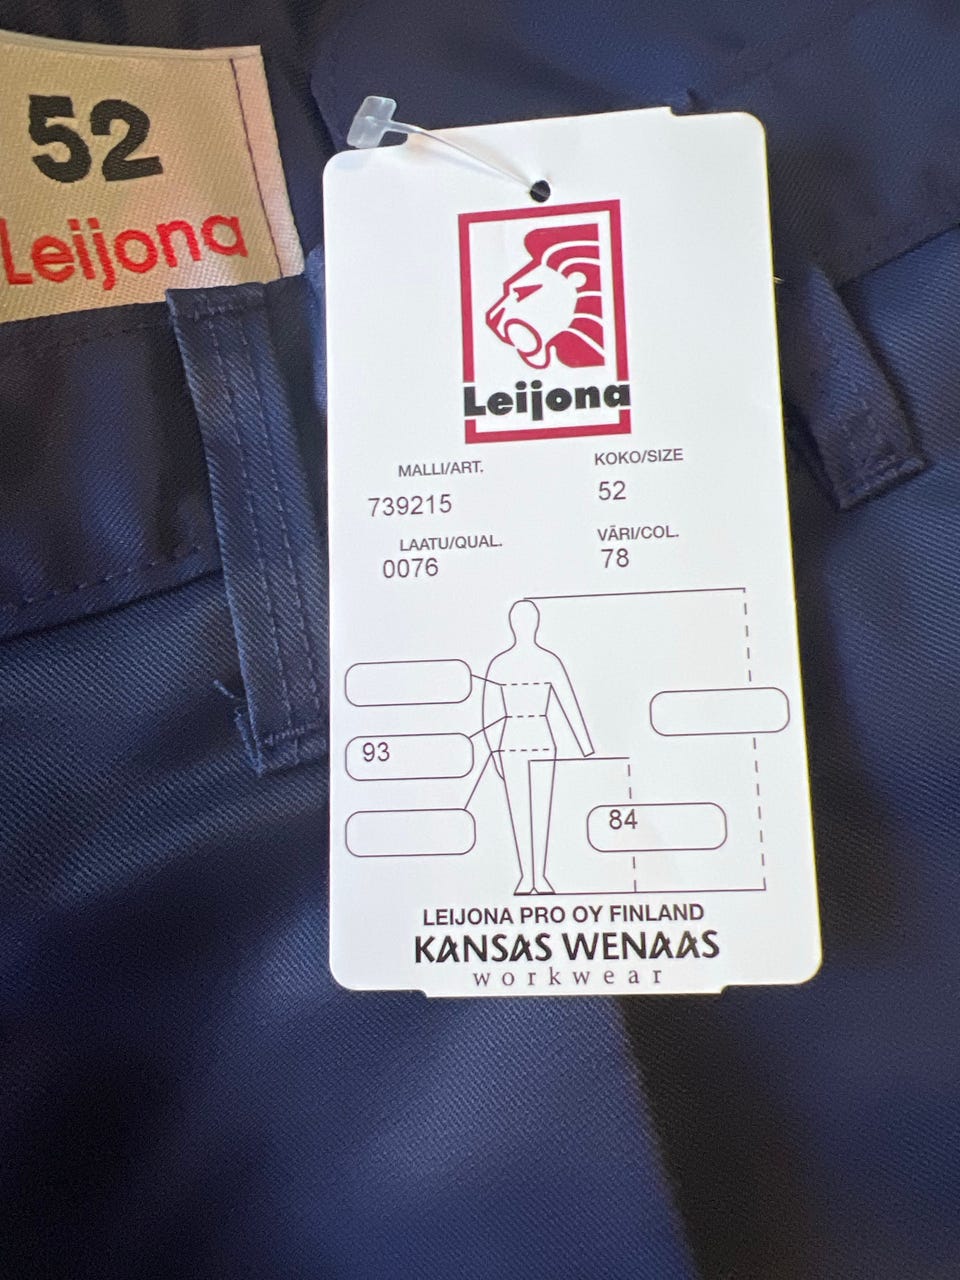 52
Leijona
Leijona
MALLI/ART.
KOKO/SIZE
739215
52
LAATU/QUAL.
VÄRI/COL.
0076
78
93
84
LEIJONA PRO OY FINLAND
KANSAS WENAAS
workwear